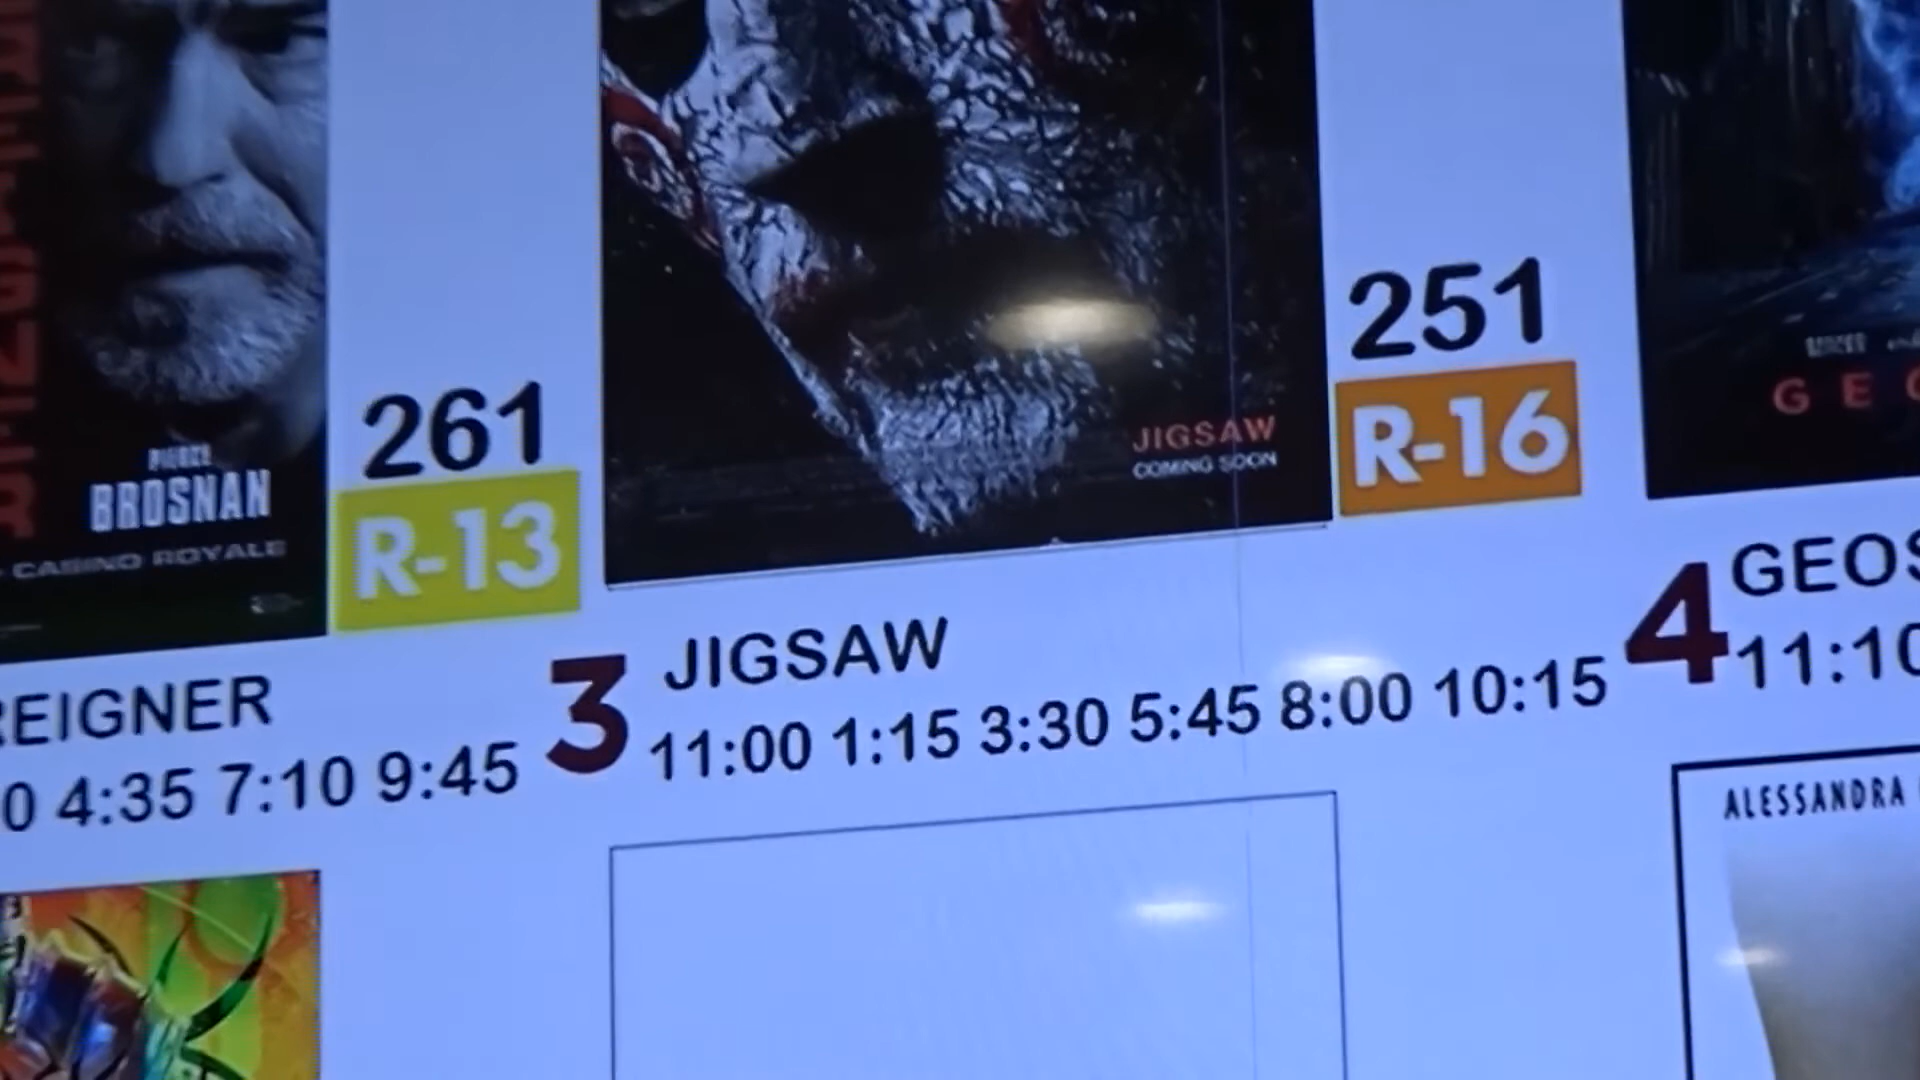 PIERCE
BROSNAN
CASINO ROYALE
261
R-13
REIGNER
0 4:35 7:10 9:45
JIGSAW
COMING SOON
251
R-16
3 JIGSAW
11:00 1:15 3:30 5:45 8:00 10:15
GEO
4 GEOS
11:10
ALESSANDRA